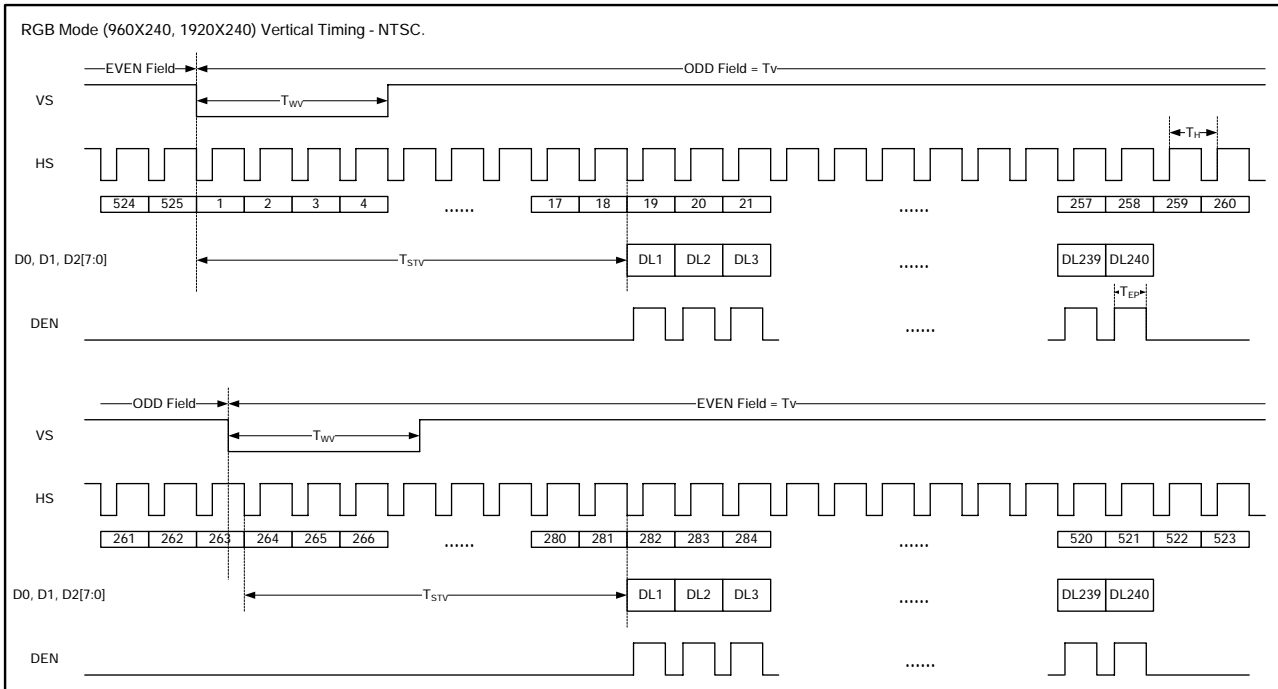 RGB Mode (960X240, 1920X240) Vertical Timing - NTSC.
EVEN Field ODD Field = Tv
VS TWV
HS TH
524 525 1 2 3 4 ...... 17 18 19 20 21 ...... 257 258 259 260
D0, D1, D2[7:0] TSTV DL1 DL2 DL3 ...... DL239 DL240
TEP
DEN ......
ODD Field EVEN Field = Tv
VS TWV
HS
261 262 263 264 265 266 ...... 280 281 282 283 284 ...... 520 521 522 523
D0, D1, D2[7:0] TSTV DL1 DL2 DL3 ...... DL239 DL240
DEN ......